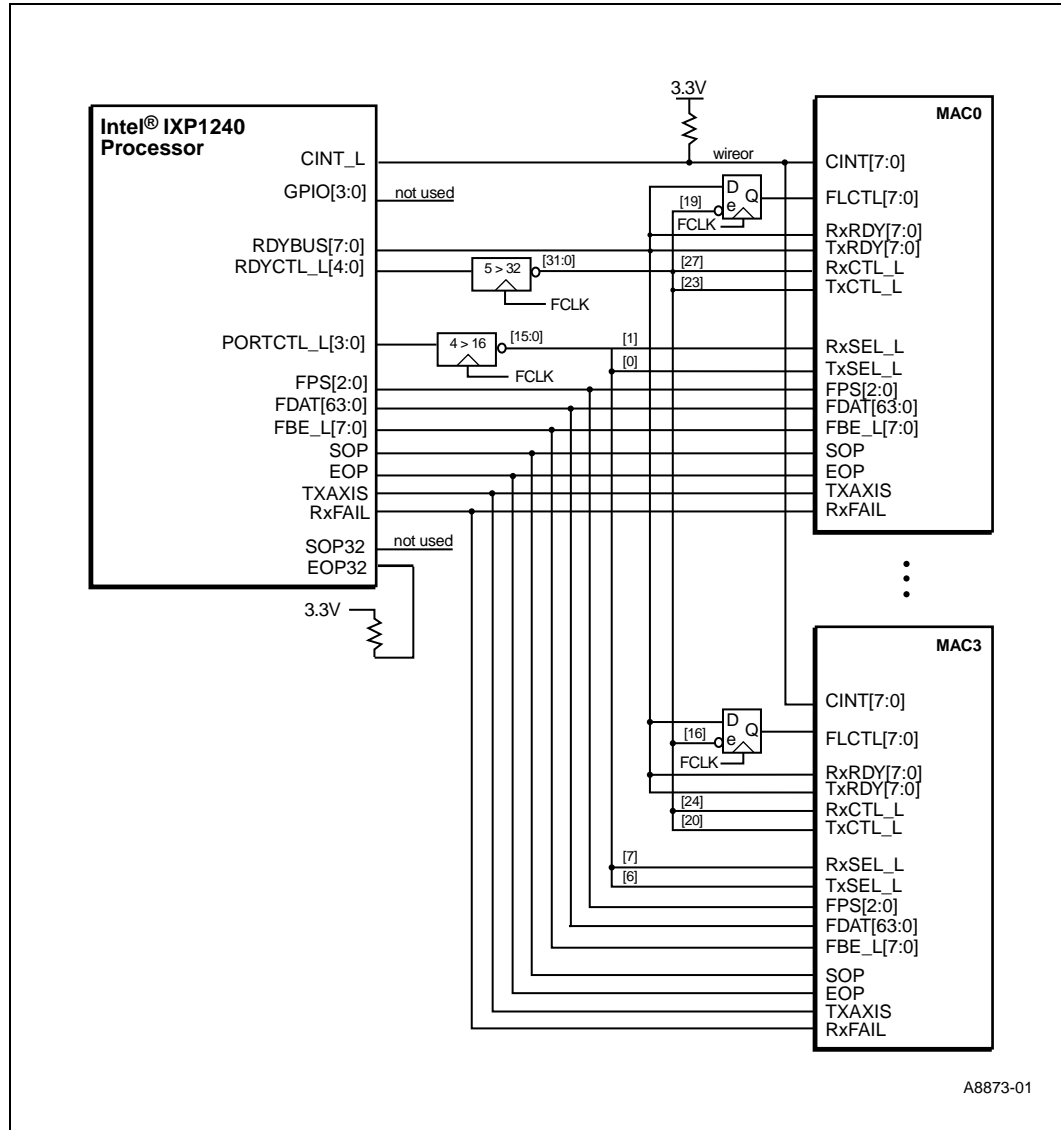 Intel® IXP1240
Processor
CINT_L
GPIO[3:0]
not used
RDYBUS[7:0]
RDYCTL_L[4:0]
5 > 32
[31:0]
FCLK
PORTCTL_L[3:0]
4 > 16
[15:0]
FCLK
FPS[2:0]
FDAT[63:0]
FBE_L[7:0]
SOP
EOP
TXAXIS
RxFAIL
SOP32
not used
EOP32
3.3V
3.3V
wireor
D
Q
e
[19]
FCLK
[27]
[23]
[1]
[0]
MAC0
CINT[7:0]
FLCTL[7:0]
RxRDY[7:0]
TxRDY[7:0]
RxCTL_L
TxCTL_L
RxSEL_L
TxSEL_L
FPS[2:0]
FDAT[63:0]
FBE_L[7:0]
SOP
EOP
TXAXIS
RxFAIL
D
Q
e
[16]
FCLK
[24]
[20]
[7]
[6]
MAC3
CINT[7:0]
FLCTL[7:0]
RxRDY[7:0]
TxRDY[7:0]
RxCTL_L
TxCTL_L
RxSEL_L
TxSEL_L
FPS[2:0]
FDAT[63:0]
FBE_L[7:0]
SOP
EOP
TXAXIS
RxFAIL
A8873-01